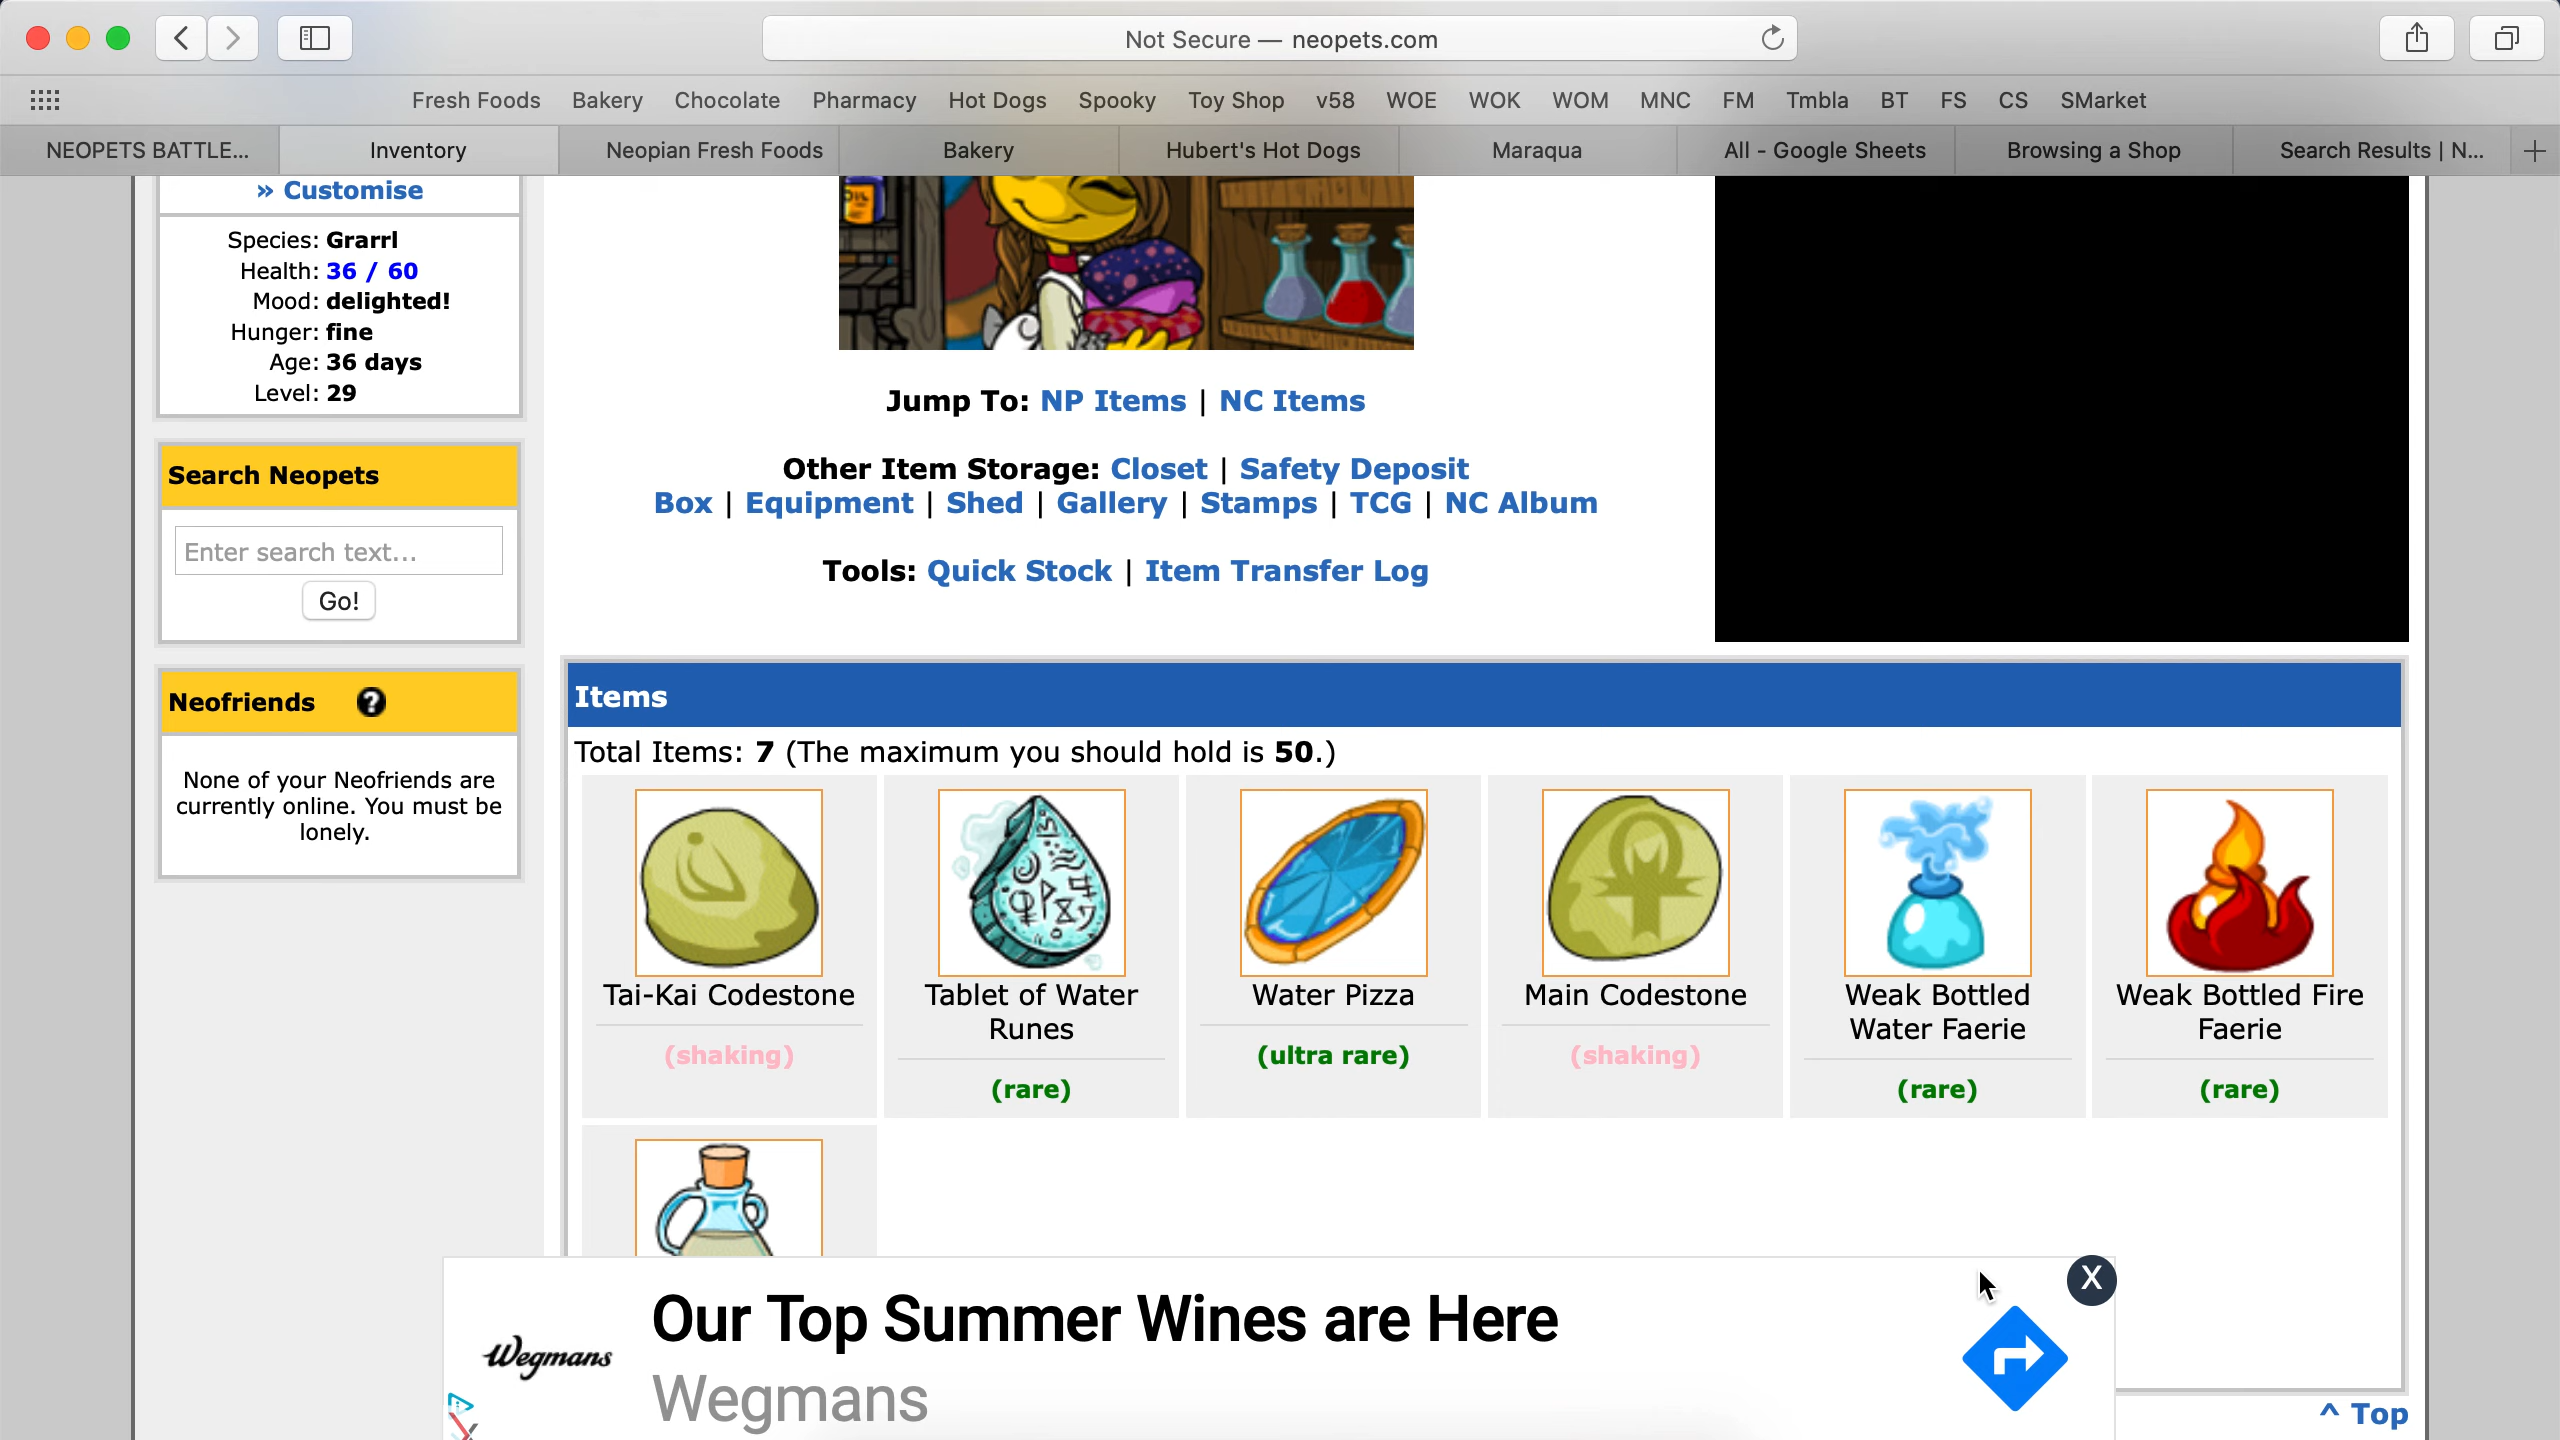 Not Secure — neopets.com
Fresh Foods Bakery Chocolate Pharmacy Hot Dogs Spooky Toy Shop v58 WOE WOK WOM MNC FM Tmbla BT FS CS SMarket
NEOPETS BATTLE... Inventory Neopian Fresh Foods Bakery Hubert's Hot Dogs Maraqua All - Google Sheets Browsing a Shop Search Results | N...
» Customise
Species: Grarrl
Health: 36 / 60
Mood: delighted!
Hunger: fine
Age: 36 days
Level: 29
Search Neopets
Enter search text...
Go!
Neofriends ?
None of your Neofriends are
currently online. You must be
lonely.
OIL
Jump To: NP Items | NC Items
Other Item Storage: Closet | Safety Deposit
Box | Equipment | Shed | Gallery | Stamps | TCG | NC Album
Tools: Quick Stock | Item Transfer Log
Items
Total Items: 7 (The maximum you should hold is 50.)
Tai-Kai Codestone
(shaking)
Tablet of Water
Runes
(rare)
Water Pizza
(ultra rare)
Main Codestone
(shaking)
Weak Bottled
Water Faerie
(rare)
Weak Bottled Fire
Faerie
(rare)
X
Our Top Summer Wines are Here
Wegmans
Wegmans
^ Top